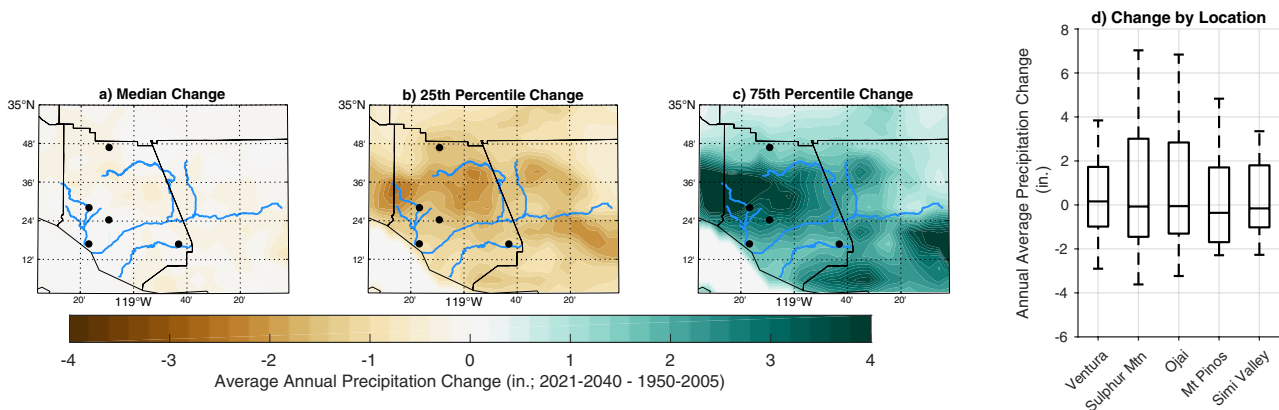 a) Median Change
35°N
48'
36'
24'
12'
20'
119°W
40'
20'
b) 25th Percentile Change
20'
119°W
40'
20'
c) 75th Percentile Change
20'
119°W
40'
20'
-4
-3
-2
-1
0
1
2
3
4
Average Annual Precipitation Change (in.; 2021-2040 - 1950-2005)
d) Change by Location
Annual Average Precipitation Change
(in.)
8
6
4
2
0
-2
-4
-6
Ventura
Sulphur Mtn
Ojai
Mt Pinos
Simi Valley
35°N
48'
36'
24'
12'
35°N
48'
36'
24'
12'